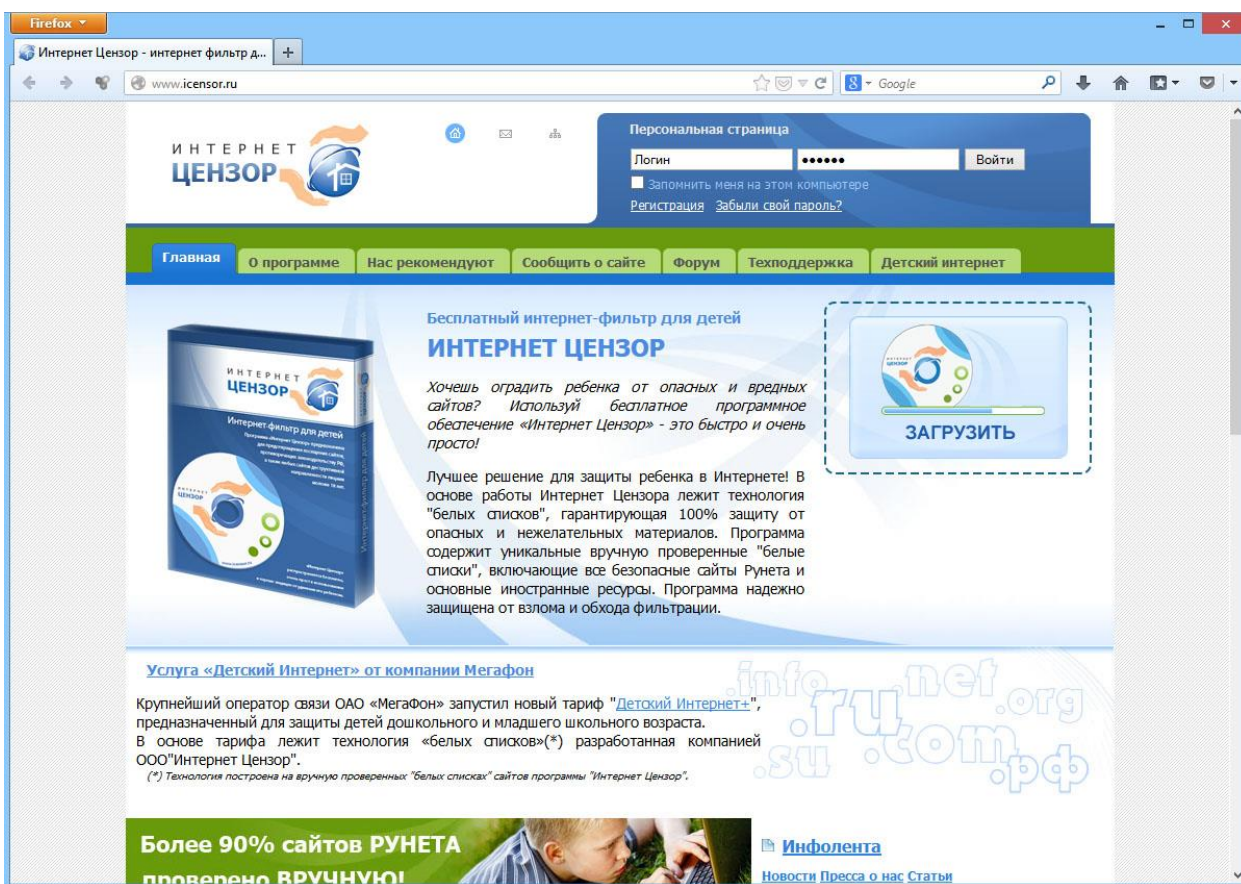 Firefox
Интернет Цензор - интернет фильтр д...
www.icensor.ru
Google
ИНТЕРНЕТ
ЦЕНЗОР
Персональная страница
Логин
Войти
Запомнить меня на этом компьютере
Регистрация Забыли свой пароль?
Главная О программе Нас рекомендуют Сообщить о сайте Форум Техподдержка Детский интернет
ИНТЕРНЕТ
ЦЕНЗОР
Интернет-фильтр для детей
Бесплатный интернет-фильтр для детей
ИНТЕРНЕТ ЦЕНЗОР
Хочешь оградить ребенка от опасных и вредных
сайтов? Используй бесплатное программное
обеспечение «Интернет Цензор» - это быстро и очень
просто!
Лучшее решение для защиты ребенка в Интернете! В
основе работы Интернет Цензора лежит технология
"белых списков", гарантирующая 100% защиту от
опасных и нежелательных материалов. Программа
содержит уникальные вручную проверенные "белые
списки", включающие все безопасные сайты Рунета и
основные иностранные ресурсы. Программа надежно
защищена от взлома и обхода фильтрации.
ЗАГРУЗИТЬ
Услуга «Детский Интернет» от компании Мегафон
Крупнейший оператор связи ОАО «МегаФон» запустил новый тариф "Детский Интернет+",
предназначенный для защиты детей дошкольного и младшего школьного возраста.
В основе тарифа лежит технология «белых списков»(*) разработанная компанией
ООО"Интернет Цензор".
(*) Технология построена на вручную проверенных "белых списках" сайтов программы "Интернет Цензор".
.info .net
.ru .org
.su .com .рф
Более 90% сайтов РУНЕТА
проверено ВРУЧНУЮ!
Инфолента
Новости Пресса о нас Статьи